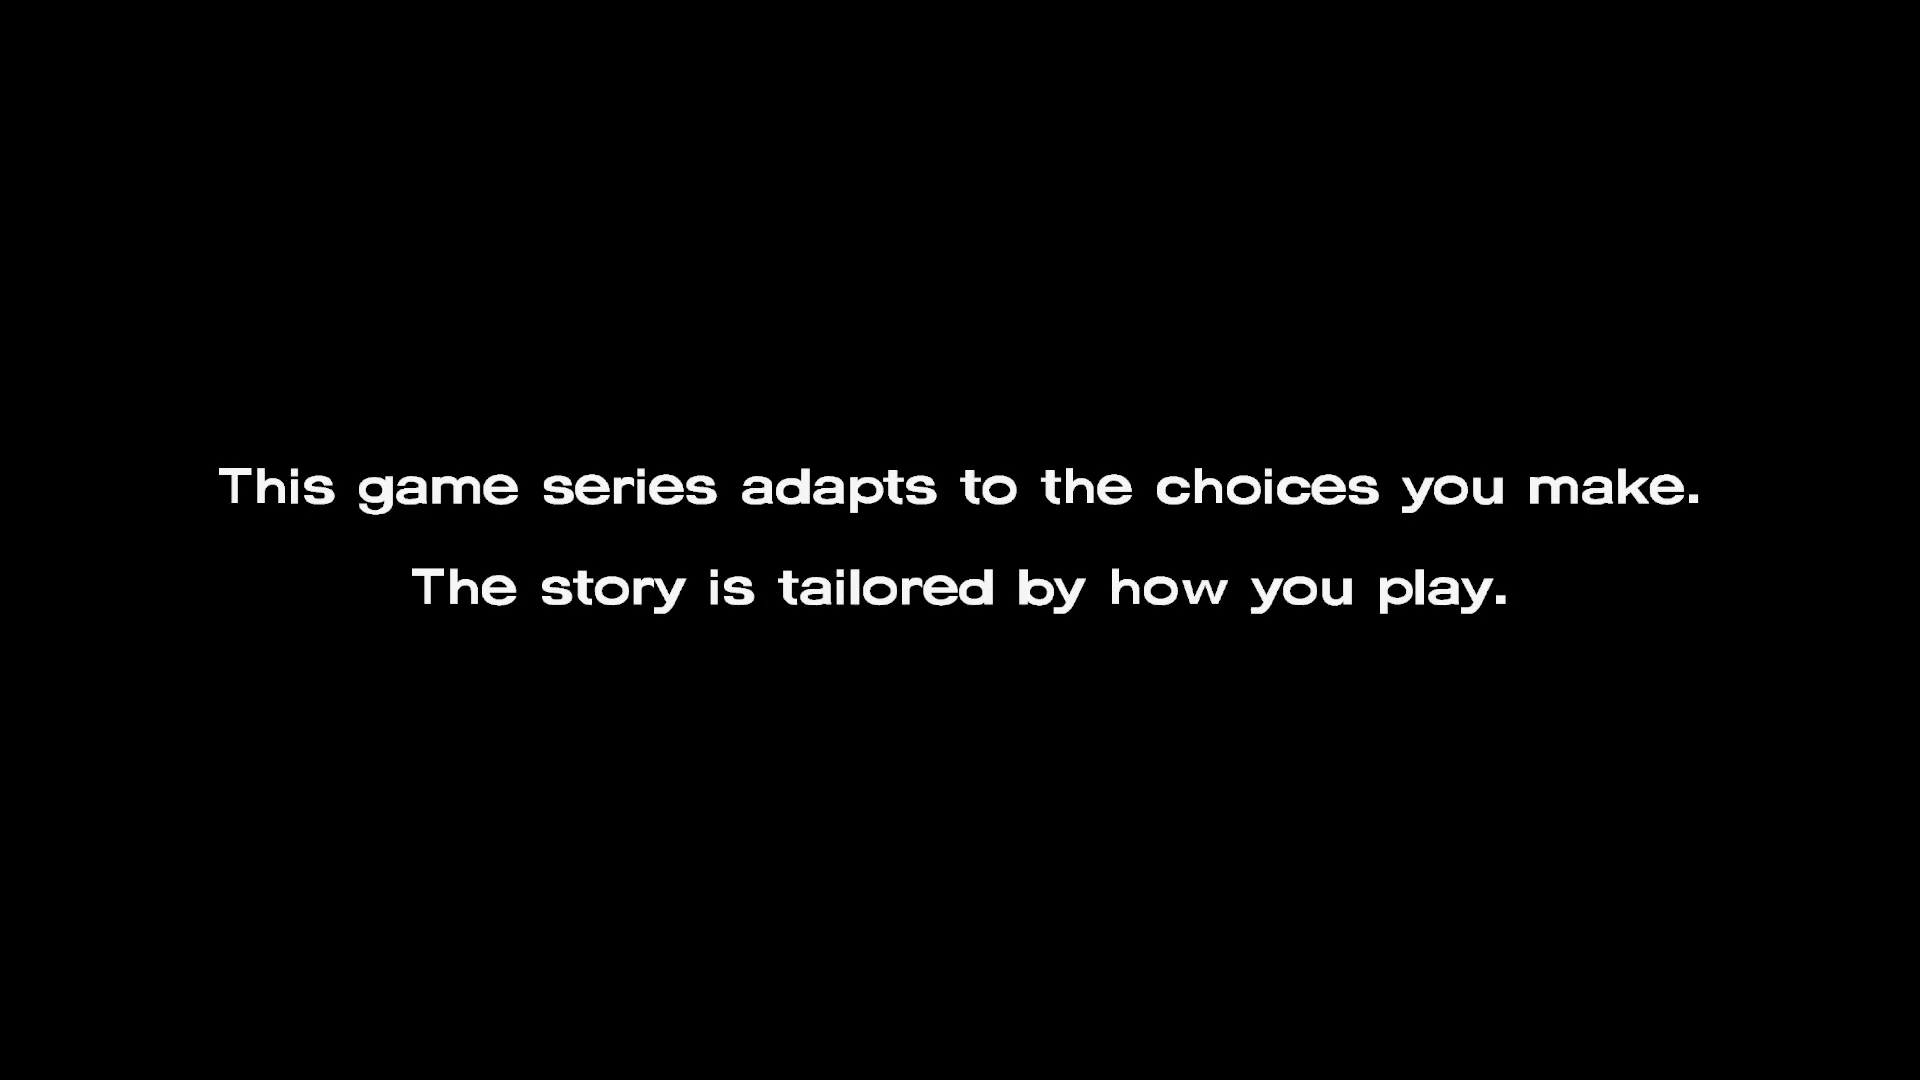 This game series adapts to the choices you make.
The story is tailored by how you play.